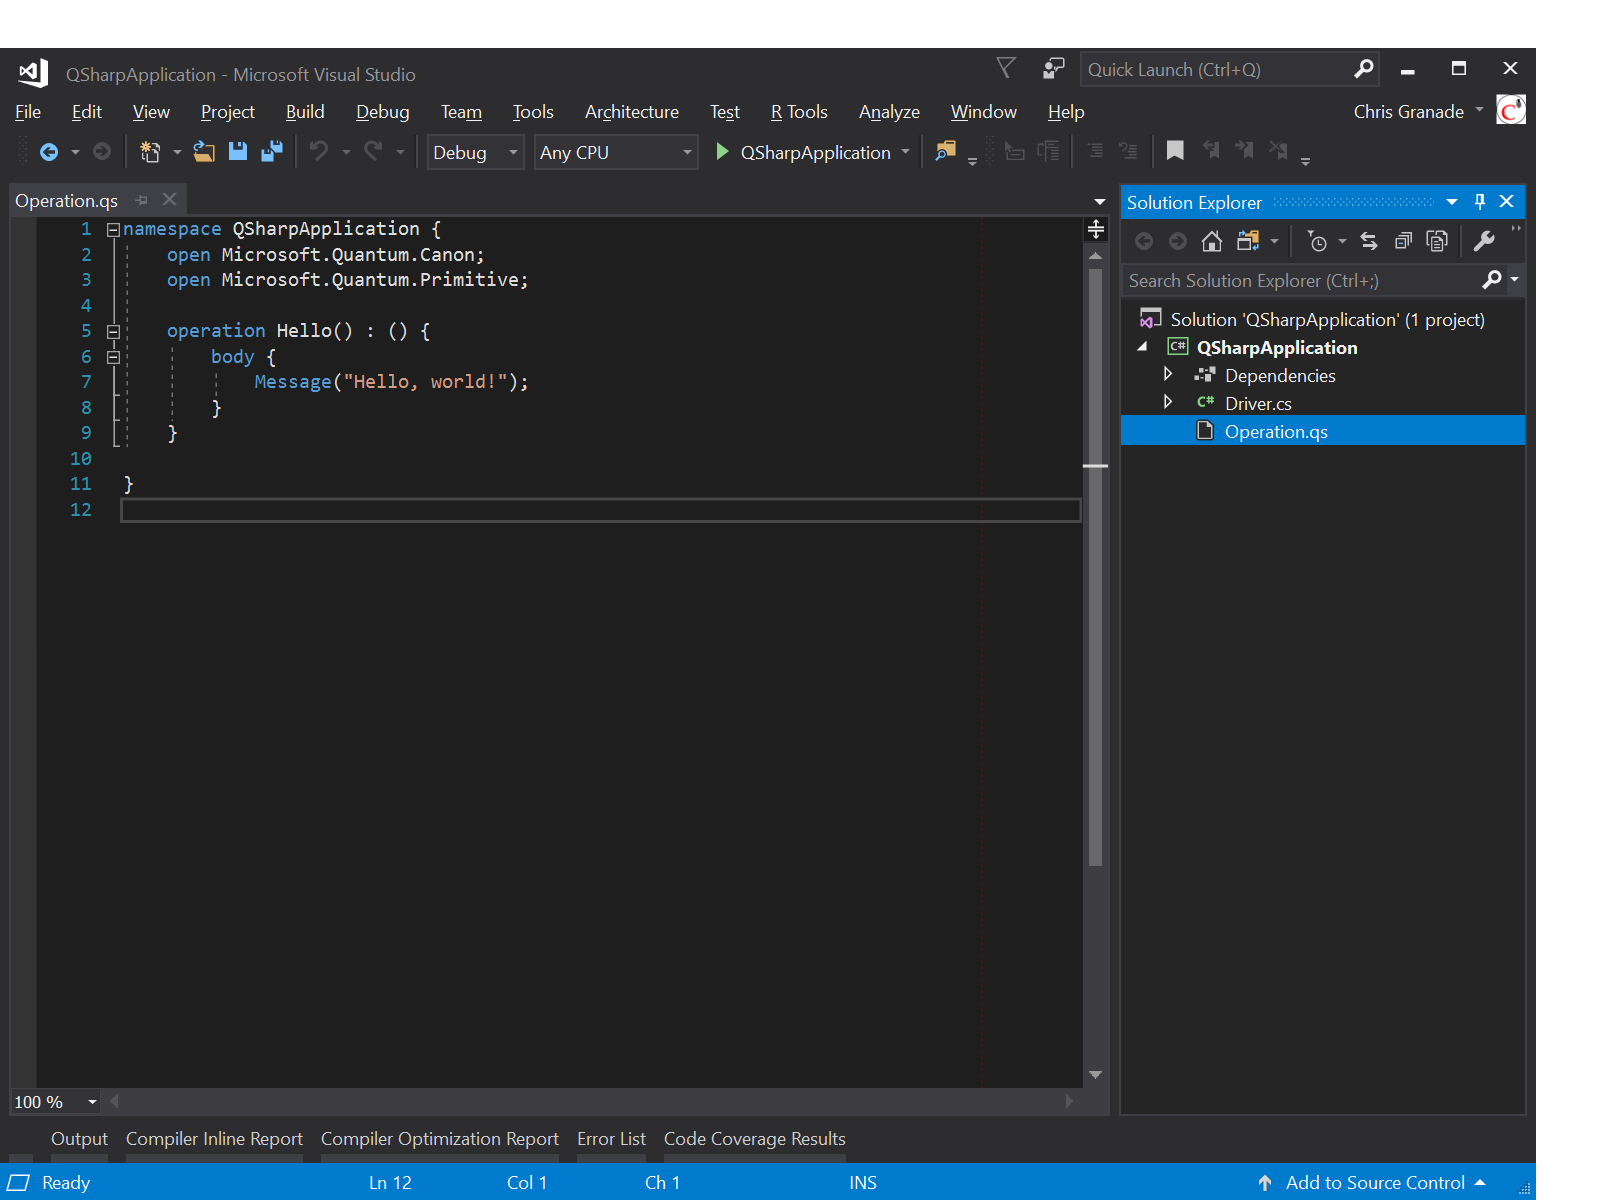 QSharpApplication - Microsoft Visual Studio
Quick Launch (Ctrl+Q)
File Edit View Project Build Debug Team Tools Architecture Test R Tools Analyze Window Help
Chris Granade
Debug Any CPU QSharpApplication
Operation.qs
1 namespace QSharpApplication {
2 open Microsoft.Quantum.Canon;
3 open Microsoft.Quantum.Primitive;
4
5 operation Hello() : () {
6 body {
7 Message("Hello, world!");
8 }
9 }
10
11 }
12
100 %
Solution Explorer
Search Solution Explorer (Ctrl+;)
Solution 'QSharpApplication' (1 project)
C# QSharpApplication
Dependencies
C# Driver.cs
Operation.qs
Output Compiler Inline Report Compiler Optimization Report Error List Code Coverage Results
Ready Ln 12 Col 1 Ch 1 INS Add to Source Control